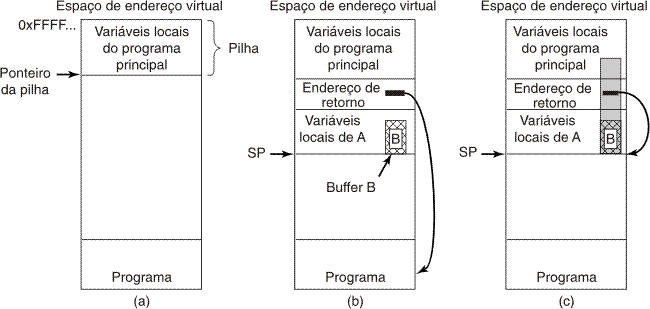 Espaço de endereço virtual
0xFFFF...
Variáveis locais
do programa
principal
Pilha
Ponteiro
da pilha
Programa
(a)
Espaço de endereço virtual
Variáveis locais
do programa
principal
Endereço de
retorno
Variáveis
locais de A
B
SP
Buffer B
Programa
(b)
Espaço de endereço virtual
Variáveis locais
do programa
principal
Endereço de
retorno
Variáveis
locais de A
B
SP
Programa
(c)